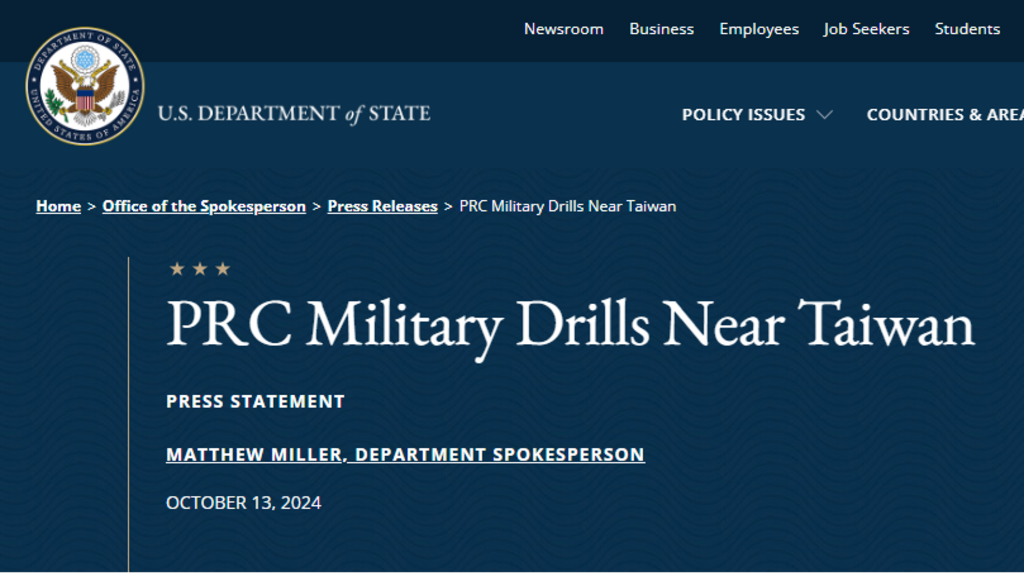 Newsroom Business Employees Job Seekers Students
DEPARTMENT OF STATE
UNITED STATES OF AMERICA
U.S. DEPARTMENT of STATE
POLICY ISSUES COUNTRIES & AREA
Home > Office of the Spokesperson > Press Releases > PRC Military Drills Near Taiwan
PRC Military Drills Near Taiwan
PRESS STATEMENT
MATTHEW MILLER, DEPARTMENT SPOKESPERSON
OCTOBER 13, 2024